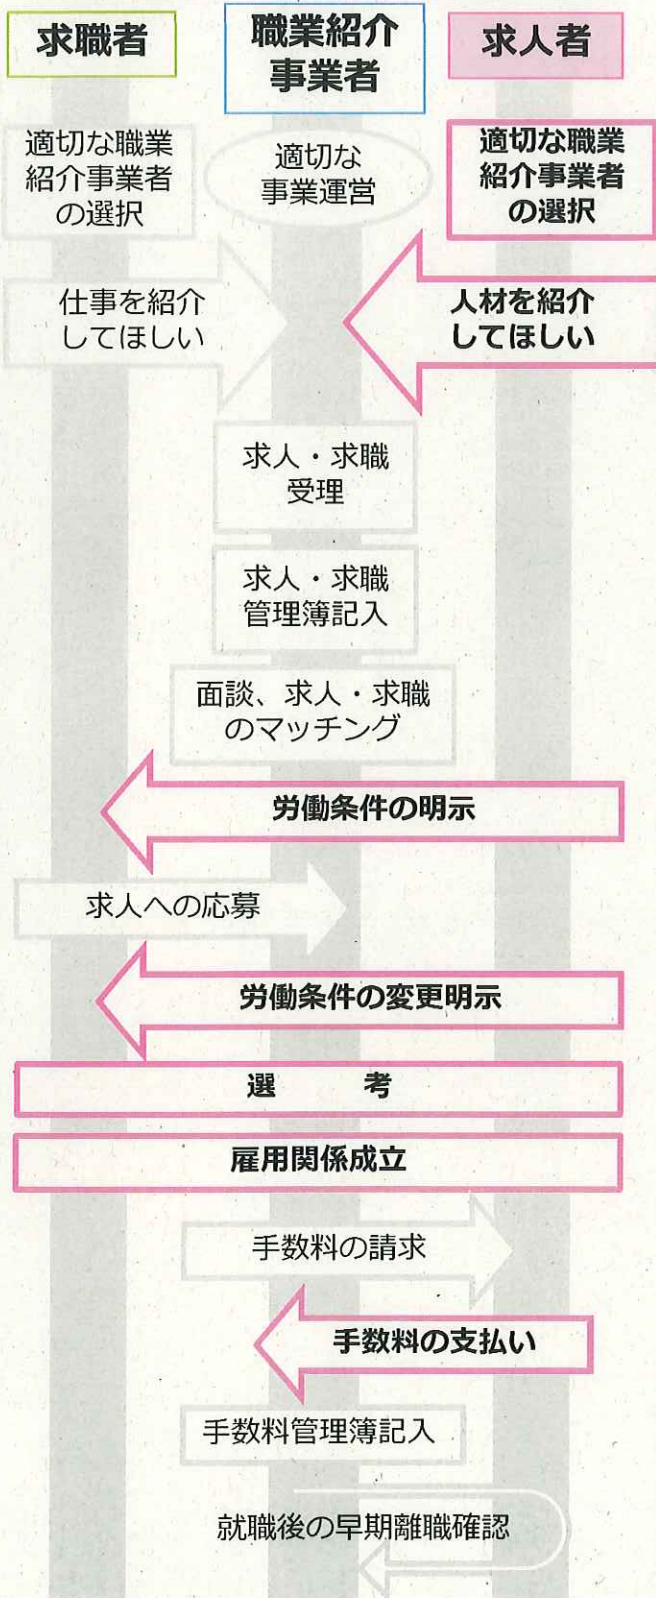 求職者
職業紹介
事業者
求人者
適切な職業
紹介事業者
の選択
適切な
事業運営
適切な職業
紹介事業者
の選択
仕事を紹介
してほしい
人材を紹介
してほしい
求人・求職
受理
求人・求職
管理簿記入
面談、求人・求職
のマッチング
労働条件の明示
求人への応募
労働条件の変更明示
選考
雇用関係成立
手数料の請求
手数料の支払い
手数料管理簿記入
就職後の早期離職確認